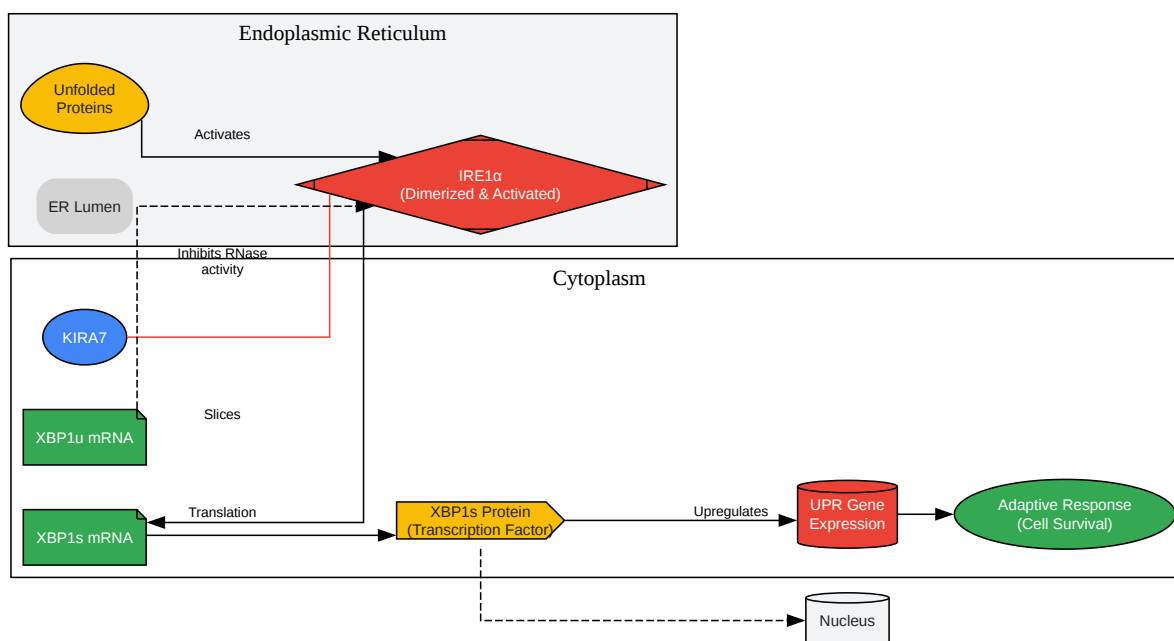 Endoplasmic Reticulum
Unfolded
Proteins
Activates
IRE1α
(Dimerized & Activated)
ER Lumen
Inhibits RNase
activity
Cytoplasm
KIRA7
Slices
XBP1u mRNA
Translation
XBP1s mRNA
XBP1s Protein
(Transcription Factor)
Upregulates
UPR Gene
Expression
Adaptive Response
(Cell Survival)
Nucleus